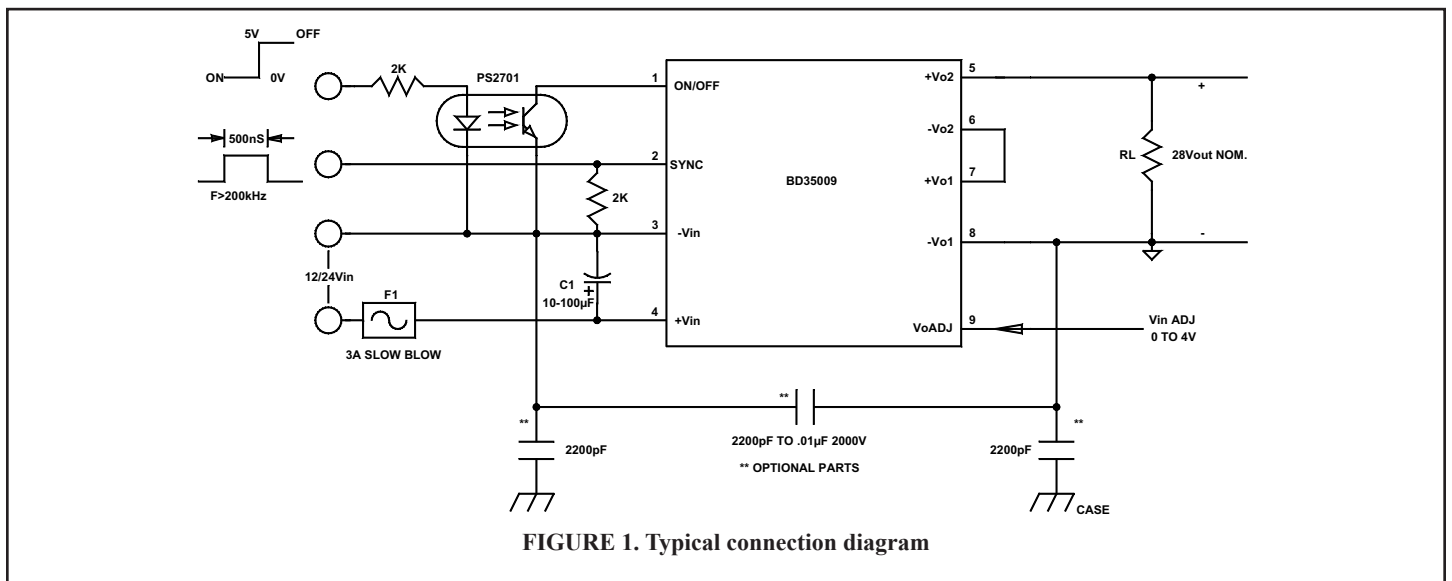 5V OFF
ON 0V
2K
PS2701
1 ON/OFF
500nS
F>200kHz
2 SYNC
2K
3 -Vin
12/24Vin
C1
+
10-100µF
F1
4 +Vin
3A SLOW BLOW
BD35009
+Vo2 5
+
-Vo2 6
+Vo1 7
RL 28Vout NOM.
-Vo1 8
-
VoADJ 9
Vin ADJ
0 TO 4V
**
2200pF
**
2200pF TO .01µF 2000V
** OPTIONAL PARTS
**
2200pF
CASE
FIGURE 1. Typical connection diagram